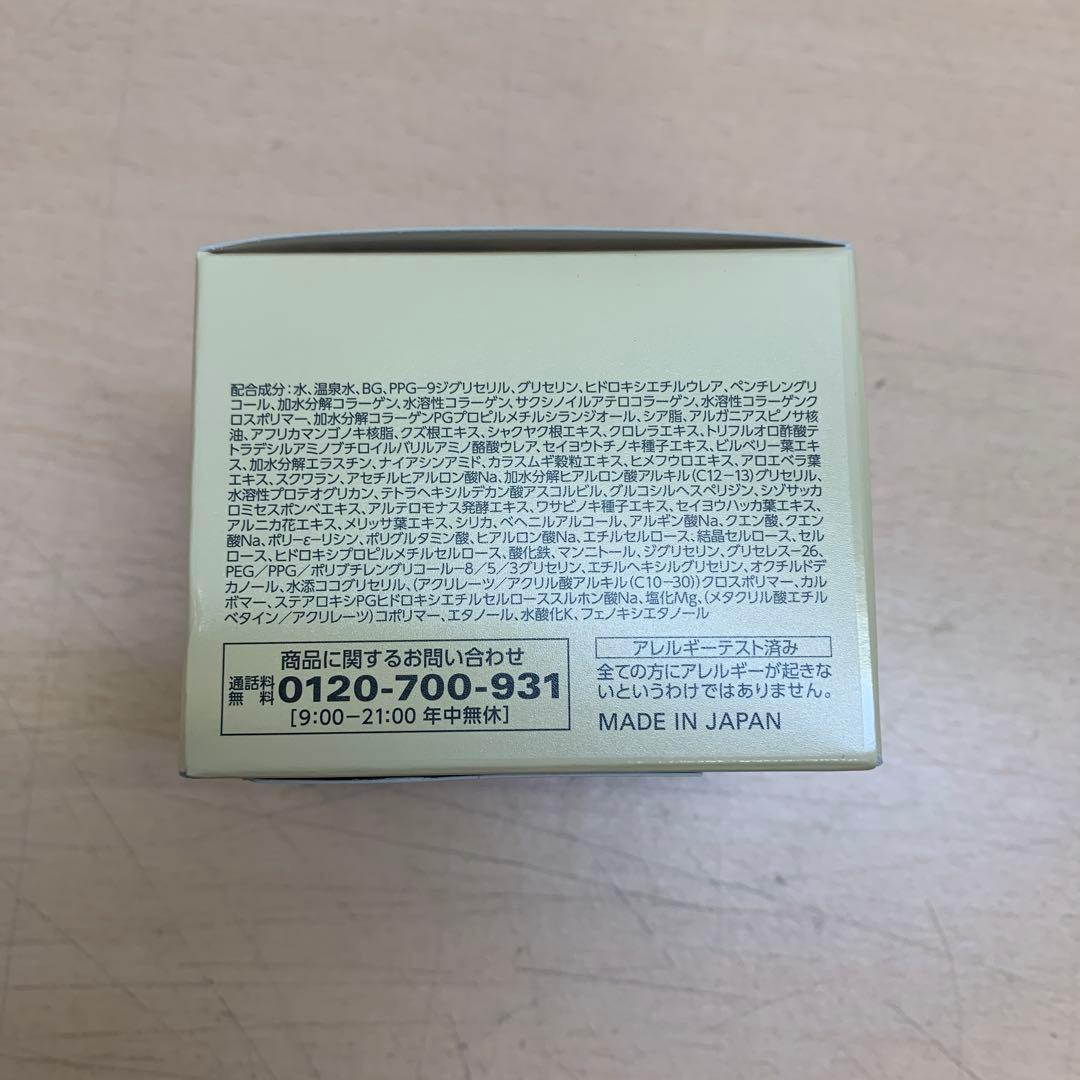 配合成分：水、温泉水、BG、PPG−9ジグリセリル、グリセリン、ヒドロキシエチルウレア、ペンチレングリ
コール、加水分解コラーゲン、水溶性コラーゲン、サクシノイルアテロコラーゲン、水溶性コラーゲンク
ロスポリマー、加水分解コラーゲンPGプロピルメチルシランジオール、シア脂、アルガニアスピノサ核
油、アフリカマンゴノキ核脂、クズ根エキス、シャクヤク根エキス、クロレラエキス、トリフルオロ酢酸テ
トラデシルアミノブチロイルバリルアミノ酪酸ウレア、セイヨウトチノキ種子エキス、ビルベリー葉エキ
ス、加水分解エラスチン、ナイアシンアミド、カラスムギ穀粒エキス、ヒメフウロエキス、アロエベラ葉
エキス、スクワラン、アセチルヒアルロン酸Na、加水分解ヒアルロン酸アルキル(C12−13)グリセリル、
水溶性プロテオグリカン、テトラヘキシルデカン酸アスコルビル、グルコシルヘスペリジン、シゾサッカ
ロミセスポンベエキス、アルテロモナス発酵エキス、ワサビノキ種子エキス、セイヨウハッカ葉エキス、
アルニカ花エキス、メリッサ葉エキス、シリカ、ベヘニルアルコール、アルギン酸Na、クエン酸、クエン
酸Na、ポリーε−リシン、ポリグルタミン酸、ヒアルロン酸Na、エチルセルロース、結晶セルロース、セル
ロース、ヒドロキシプロピルメチルセルロース、酸化鉄、マンニトール、ジグリセリン、グリセレス−26、
PEG／PPG／ポリブチレングリコール−8／5／3グリセリン、エチルヘキシルグリセリン、オクチルドデ
カノール、水添ココグリセリル、(アクリレーツ／アクリル酸アルキル(C10−30))クロスポリマー、カル
ボマー、ステアロキシPGヒドロキシエチルセルローススルホン酸Na、塩化Mg、(メタクリル酸エチル
ベタイン／アクリレーツ)コポリマー、エタノール、水酸化K、フェノキシエタノール
商品に関するお問い合わせ
通話料
無料 0120-700-931
[9:00−21:00 年中無休]
アレルギーテスト済み
全ての方にアレルギーが起きな
いというわけではありません。
MADE IN JAPAN